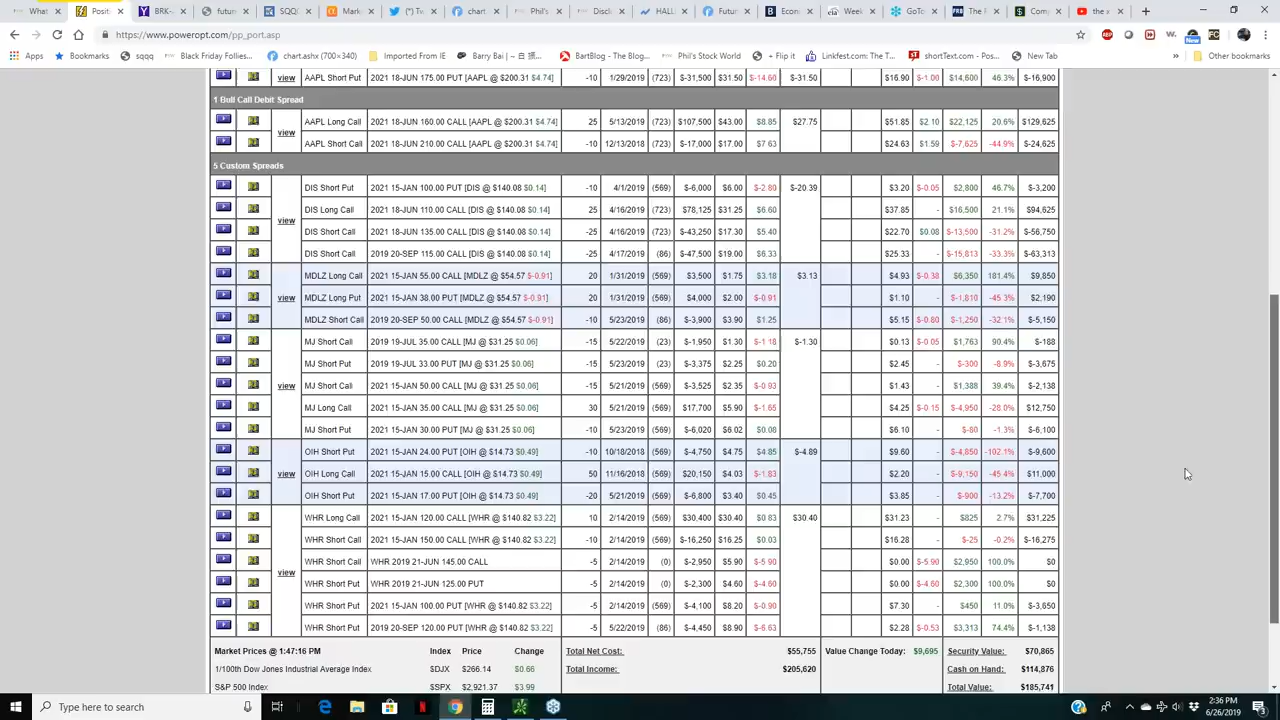 What
Positi
BRK-
SQQ(
Mark
(*) Tw
chart
Phil's
Discl
HALL
Futur
Econ
Week
GoTo
The F
Comp
the x
https://www.poweropt.com/pp_port.asp
Bookmarks
sqqq
Black Friday Follies...
chart.ashx (700×340)
Imported From IE
Bary
BartBlog - The Blog...
Phil's Stock World
+ Flip it
Linkfest.com: The T...
shortText.com - Pos...
New Tab
»
Other bookmarks
view AAPL Short Put 2021 18-JUN 175.00 PUT [AAPL @ $200.31 $4.74] -10 1/29/2019 (723) $-31,500 $31.50 $-14.60 $-31.50 $16.90 $-1.00 $14,600 46.3% $-16,900
1 Bull Call Debit Spread
AAPL Long Call 2021 18-JUN 160.00 CALL [AAPL @ $200.31 $4.74] 25 5/13/2019 (723) $107,500 $43.00 $8.85 $27.75 $51.85 $2.10 $22,125 20.6% $129,625
view
AAPL Short Call 2021 18-JUN 210.00 CALL [AAPL @ $200.31 $4.74] -10 12/13/2018 (723) $-17,000 $17.00 $7.63 $24.63 $1.59 $-7,625 -44.9% $-24,625
5 Custom Spreads
DIS Short Put 2021 15-JAN 100.00 PUT [DIS @ $140.08 $0.14] -10 4/1/2019 (569) $-6,000 $6.00 $-2.80 $-20.39 $3.20 $-0.05 $2,800 46.7% $-3,200
DIS Long Call 2021 18-JUN 110.00 CALL [DIS @ $140.08 $0.14] 25 4/16/2019 (723) $78,125 $31.25 $6.60 $37.85 - $16,500 21.1% $94,625
view
DIS Short Call 2021 18-JUN 135.00 CALL [DIS @ $140.08 $0.14] -25 4/16/2019 (723) $-43,250 $17.30 $5.40 $22.70 $0.08 $-13,500 -31.2% $-56,750
DIS Short Call 2019 20-SEP 115.00 CALL [DIS @ $140.08 $0.14] -25 4/17/2019 (86) $-47,500 $19.00 $6.33 $25.33 - $-15,813 -33.3% $-63,313
MDLZ Long Call 2021 15-JAN 55.00 CALL [MDLZ @ $54.57 $-0.91] 20 1/31/2019 (569) $3,500 $1.75 $3.18 $3.13 $4.93 $-0.38 $6,350 181.4% $9,850
view MDLZ Long Put 2021 15-JAN 38.00 PUT [MDLZ @ $54.57 $-0.91] 20 1/31/2019 (569) $4,000 $2.00 $-0.91 $1.10 - $-1,810 -45.3% $2,190
MDLZ Short Call 2019 20-SEP 50.00 CALL [MDLZ @ $54.57 $-0.91] -10 5/23/2019 (86) $-3,900 $3.90 $1.25 $5.15 $-0.80 $-1,250 -32.1% $-5,150
MJ Short Call 2019 19-JUL 35.00 CALL [MJ @ $31.25 $0.06] -15 5/22/2019 (23) $-1,950 $1.30 $-1.18 $-1.30 $0.13 $-0.05 $1,763 90.4% $-188
MJ Short Put 2019 19-JUL 33.00 PUT [MJ @ $31.25 $0.06] -15 5/23/2019 (23) $-3,375 $2.25 $0.20 $2.45 - $-300 -8.9% $-3,675
view MJ Short Call 2021 15-JAN 50.00 CALL [MJ @ $31.25 $0.06] -15 5/21/2019 (569) $-3,525 $2.35 $-0.93 $1.43 - $1,388 39.4% $-2,138
MJ Long Call 2021 15-JAN 35.00 CALL [MJ @ $31.25 $0.06] 30 5/21/2019 (569) $17,700 $5.90 $-1.65 $4.25 $-0.15 $-4,950 -28.0% $12,750
MJ Short Put 2021 15-JAN 30.00 PUT [MJ @ $31.25 $0.06] -10 5/23/2019 (569) $-6,020 $6.02 $0.08 $6.10 - $-80 -1.3% $-6,100
OIH Short Put 2021 15-JAN 24.00 PUT [OIH @ $14.73 $0.49] -10 10/18/2018 (569) $-4,750 $4.75 $4.85 $-4.89 $9.60 - $-4,850 -102.1% $-9,600
view OIH Long Call 2021 15-JAN 15.00 CALL [OIH @ $14.73 $0.49] 50 11/16/2018 (569) $20,150 $4.03 $-1.83 $2.20 - $-9,150 -45.4% $11,000
OIH Short Put 2021 15-JAN 17.00 PUT [OIH @ $14.73 $0.49] -20 5/21/2019 (569) $-6,800 $3.40 $0.45 $3.85 - $-900 -13.2% $-7,700
WHR Long Call 2021 15-JAN 120.00 CALL [WHR @ $140.82 $3.22] 10 2/14/2019 (569) $30,400 $30.40 $0.83 $30.40 $31.23 - $825 2.7% $31,225
WHR Short Call 2021 15-JAN 150.00 CALL [WHR @ $140.82 $3.22] -10 2/14/2019 (569) $-16,250 $16.25 $0.03 $16.28 - $-25 -0.2% $-16,275
WHR Short Call WHR 2019 21-JUN 145.00 CALL -5 2/14/2019 (0) $-2,950 $5.90 $-5.90 $0.00 $-5.90 $2,950 100.0% $0
view
WHR Short Put WHR 2019 21-JUN 125.00 PUT -5 2/14/2019 (0) $-2,300 $4.60 $-4.60 $0.00 $-4.60 $2,300 100.0% $0
WHR Short Put 2021 15-JAN 100.00 PUT [WHR @ $140.82 $3.22] -5 2/14/2019 (569) $-4,100 $8.20 $-0.90 $7.30 - $450 11.0% $-3,650
WHR Short Put 2019 20-SEP 120.00 PUT [WHR @ $140.82 $3.22] -5 5/22/2019 (86) $-4,450 $8.90 $-6.63 $2.28 $-0.53 $3,313 74.4% $-1,138
Market Prices @ 1:47:16 PM Index Price Change Total Net Cost: $55,755 Value Change Today: $9,695 Security Value: $70,865
1/100th Dow Jones Industrial Average Index $DJX $266.14 $0.66 Total Income: $205,620 Cash on Hand: $114,876
S&P 500 Index $SPX $2,921.37 $3.99 Total Value: $185,741
Type here to search
2:36 PM
6/26/2019